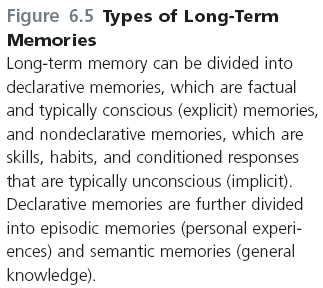 Figure 6.5 Types of Long-Term
Memories
Long-term memory can be divided into
declarative memories, which are factual
and typically conscious (explicit) memories,
and nondeclarative memories, which are
skills, habits, and conditioned responses
that are typically unconscious (implicit).
Declarative memories are further divided
into episodic memories (personal experi-
ences) and semantic memories (general
knowledge).